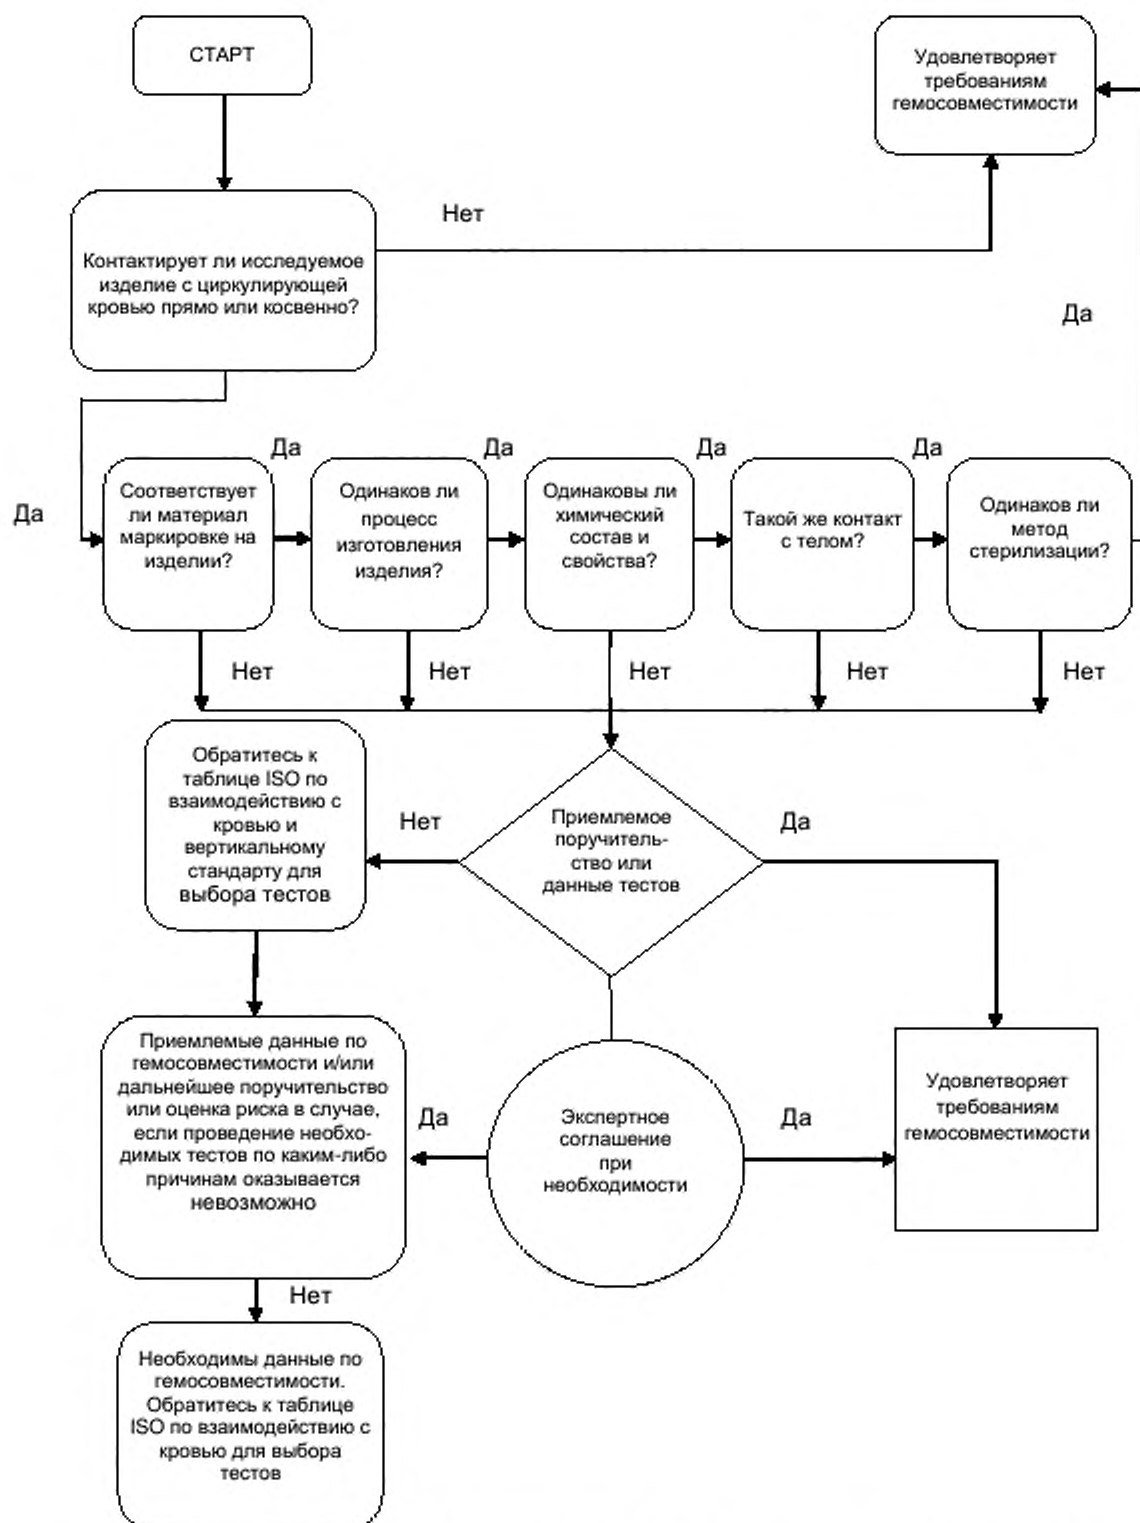 СТАРТ
Удовлетворяет
требованиям
гемосовместимости
Нет
Контактирует ли исследуемое
изделие с циркулирующей
кровью прямо или косвенно?
Да
Да
Да
Да
Да
Да
Соответствует
ли материал
маркировке на
изделии?
Одинаков ли
процесс
изготовления
изделия?
Одинаковы ли
химический
состав и
свойства?
Такой же контакт
с телом?
Одинаков ли
метод
стерилизации?
Нет
Нет
Нет
Нет
Нет
Обратитесь к
таблице ISO по
взаимодействию с
кровью и
вертикальному
стандарту для
выбора тестов
Нет
Приемлемое
поручитель-
ство или
данные тестов
Да
Приемлемые данные по
гемосовместимости и/или
дальнейшее поручительство
или оценка риска в случае,
если проведение необхо-
димых тестов по каким-либо
причинам оказывается
невозможно
Да
Экспертное
соглашение
при
необходимости
Да
Удовлетворяет
требованиям
гемосовместимости
Нет
Необходимы данные по
гемосовместимости.
Обратитесь к таблице
ISO по взаимодействию с
кровью для выбора
тестов